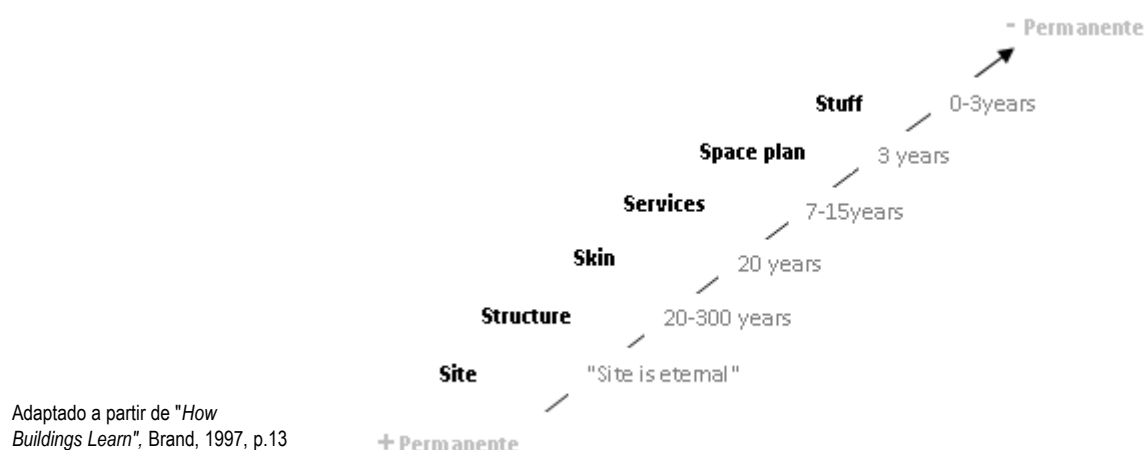 - Permanente
Stuff 0-3years
Space plan 3 years
Services 7-15years
Skin 20 years
Structure 20-300 years
Site "Site is eternal"
Adaptado a partir de "How
Buildings Learn", Brand, 1997, p.13
+ Permanente